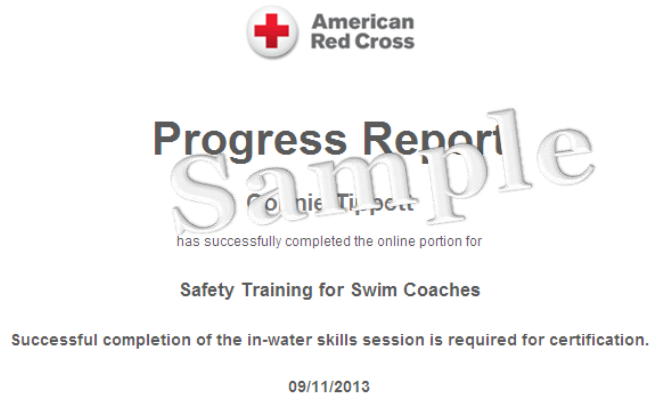 American
Red Cross
Progress Report
Sample
Connie Tippett
has successfully completed the online portion for
Safety Training for Swim Coaches
Successful completion of the in-water skills session is required for certification.
09/11/2013